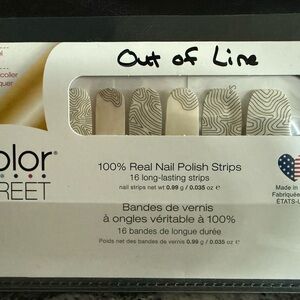 Out of Line
coller
olor®
REET
100% Real Nail Polish Strips
16 long-lasting strips
nail strips net wt 0.99 g / 0.035 oz ℮
Bandes de vernis
à ongles véritable à 100%
16 bandes de longue durée
Poids net des bandes de vernis 0.99 g / 0.035 oz ℮
Made in
ÉTATS-U